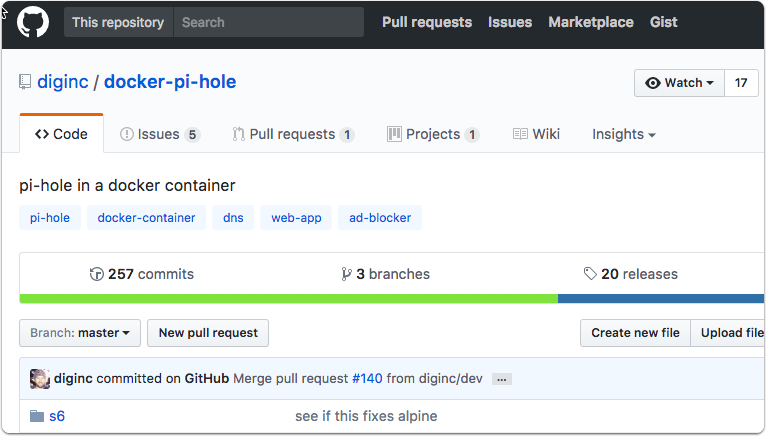 This repository Search Pull requests Issues Marketplace Gist
diginc / docker-pi-hole Watch 17
Code Issues 5 Pull requests 1 Projects 1 Wiki Insights
pi-hole in a docker container
pi-hole docker-container dns web-app ad-blocker
257 commits 3 branches 20 releases
Branch: master New pull request Create new file Upload file
diginc committed on GitHub Merge pull request #140 from diginc/dev ...
s6 see if this fixes alpine